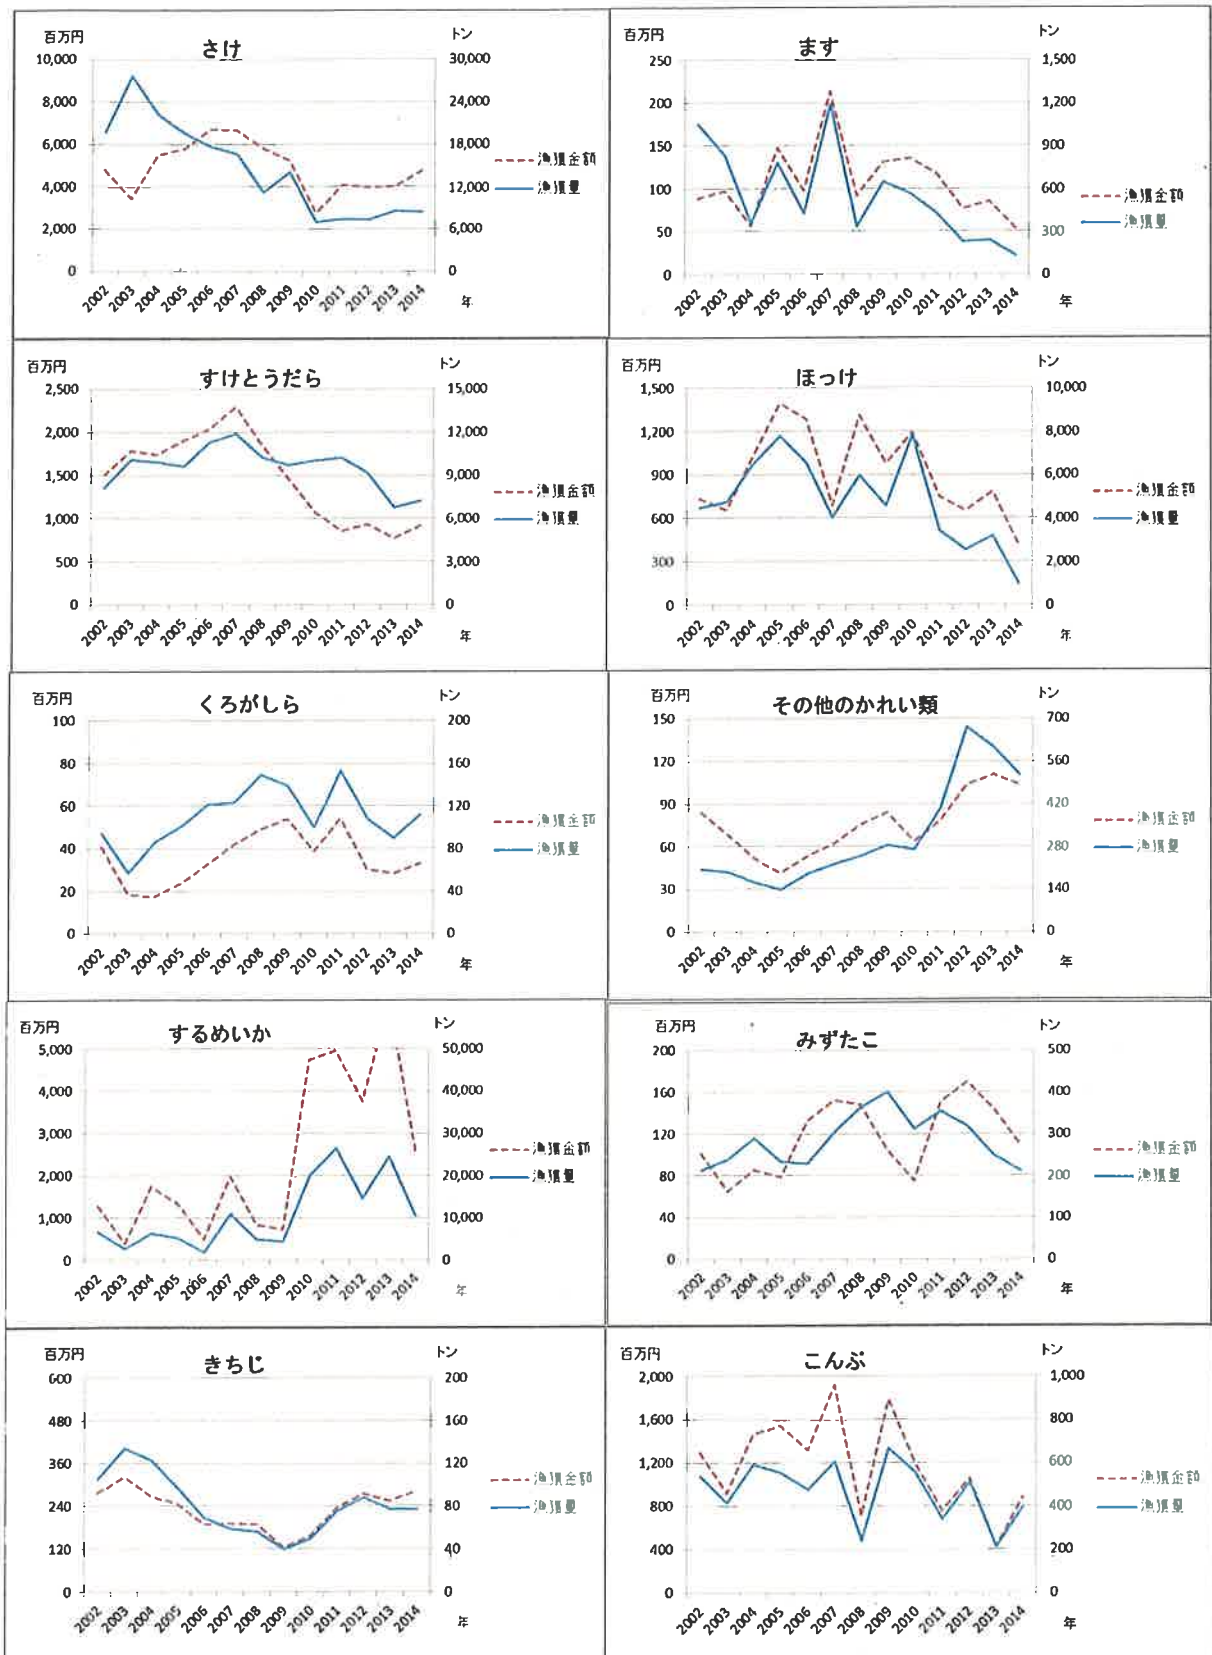 百万円 さけ トン
10,000 30,000
8,000 24,000
6,000 18,000
漁獲金額
4,000 12,000
漁獲量
2,000 6,000
0 0
2002 2003 2004 2005 2006 2007 2008 2009 2010 2011 2012 2013 2014 年
百万円 ます トン
250 1,500
200 1,200
150 900
100 600
漁獲金額
50 300
漁獲量
0 0
2002 2003 2004 2005 2006 2007 2008 2009 2010 2011 2012 2013 2014 年
百万円 すけとうだら トン
2,500 15,000
2,000 12,000
1,500 9,000
漁獲金額
1,000 6,000
漁獲量
500 3,000
0 0
2002 2003 2004 2005 2006 2007 2008 2009 2010 2011 2012 2013 2014 年
百万円 ほっけ トン
1,500 10,000
1,200 8,000
900 6,000
漁獲金額
600 4,000
漁獲量
300 2,000
0 0
2002 2003 2004 2005 2006 2007 2008 2009 2010 2011 2012 2013 2014 年
百万円 くろがしら トン
100 200
80 160
60 120
漁獲金額
40 80
漁獲量
20 40
0 0
2002 2003 2004 2005 2006 2007 2008 2009 2010 2011 2012 2013 2014 年
百万円 その他のかれい類 トン
150 700
120 560
90 420
漁獲金額
60 280
漁獲量
30 140
0 0
2002 2003 2004 2005 2006 2007 2008 2009 2010 2011 2012 2013 2014 年
百万円 するめいか トン
5,000 50,000
4,000 40,000
3,000 30,000
漁獲金額
2,000 20,000
漁獲量
1,000 10,000
0 0
2002 2003 2004 2005 2006 2007 2008 2009 2010 2011 2012 2013 2014 年
百万円 みずたこ トン
200 500
160 400
120 300
漁獲金額
80 200
漁獲量
40 100
0 0
2002 2003 2004 2005 2006 2007 2008 2009 2010 2011 2012 2013 2014 年
百万円 きちじ トン
600 200
480 160
360 120
漁獲金額
240 80
漁獲量
120 40
0 0
2002 2003 2004 2005 2006 2007 2008 2009 2010 2011 2012 2013 2014 年
百万円 こんぶ トン
2,000 1,000
1,600 800
1,200 600
漁獲金額
800 400
漁獲量
400 200
0 0
2002 2003 2004 2005 2006 2007 2008 2009 2010 2011 2012 2013 2014 年